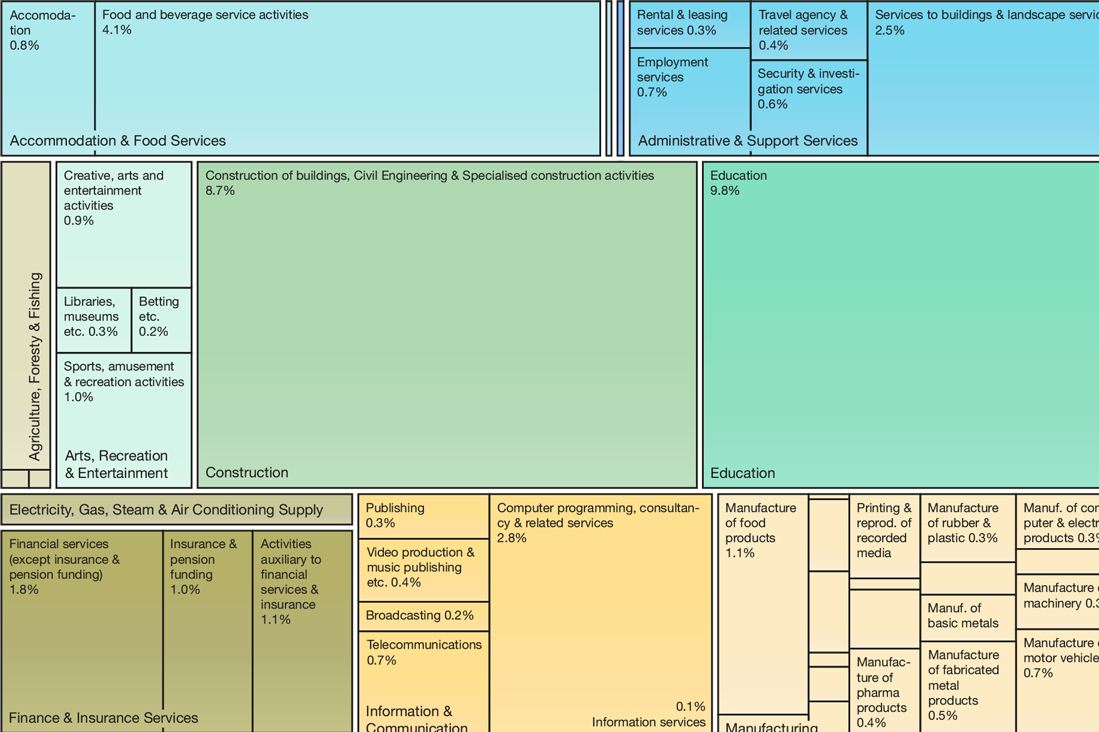 Accomoda-
tion
0.8%
Food and beverage service activities
4.1%
Accommodation & Food Services
Rental & leasing
services 0.3%
Employment
services
0.7%
Travel agency &
related services
0.4%
Security & investi-
gation services
0.6%
Administrative & Support Services
Services to buildings & landscape servic
2.5%
Agriculture, Foresty & Fishing
Creative, arts and
entertainment
activities
0.9%
Libraries,
museums
etc. 0.3%
Betting
etc.
0.2%
Sports, amusement
& recreation activities
1.0%
Arts, Recreation
& Entertainment
Construction of buildings, Civil Engineering & Specialised construction activities
8.7%
Construction
Education
9.8%
Education
Electricity, Gas, Steam & Air Conditioning Supply
Financial services
(except insurance &
pension funding)
1.8%
Insurance &
pension
funding
1.0%
Activities
auxiliary to
financial
services &
insurance
1.1%
Finance & Insurance Services
Publishing
0.3%
Video production &
music publishing
etc. 0.4%
Broadcasting 0.2%
Telecommunications
0.7%
Information &
Communication
Computer programming, consultan-
cy & related services
2.8%
0.1%
Information services
Manufacture
of food
products
1.1%
Manufacturing
Printing &
reprod. of
recorded
media
Manufac-
ture of
pharma
products
0.4%
Manufacture
of rubber &
plastic 0.3%
Manuf. of
basic metals
Manufacture
of fabricated
metal
products
0.5%
Manuf. of com
puter & electr
products 0.3%
Manufacture
machinery 0.3
Manufacture
motor vehicle
0.7%